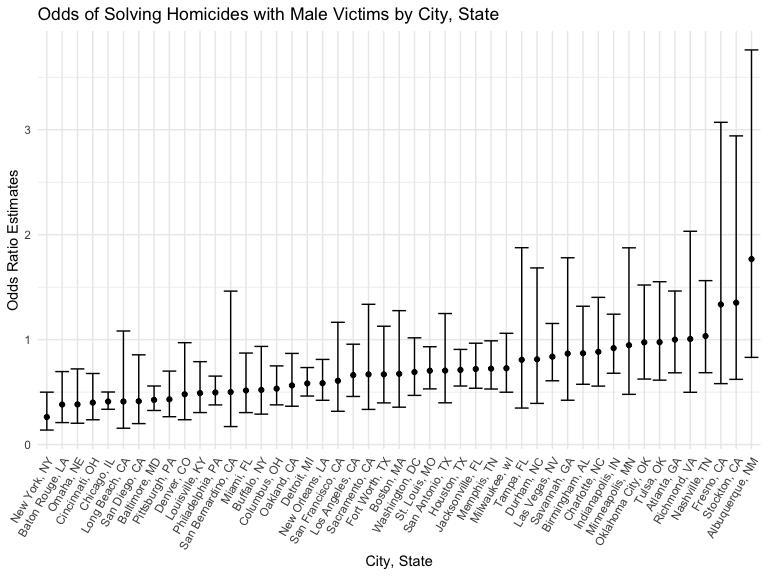 Odds of Solving Homicides with Male Victims by City, State
Odds Ratio Estimates
3
2
1
0
New York, NY
Baton Rouge, LA
Omaha, NE
Cincinnati, OH
Chicago, IL
Long Beach, CA
San Diego, CA
Baltimore, MD
Pittsburgh, PA
Denver, CO
Louisville, KY
Philadelphia, PA
San Bernardino, CA
Miami, FL
Buffalo, NY
Columbus, OH
Oakland, CA
Detroit, MI
New Orleans, LA
San Francisco, CA
Los Angeles, CA
Sacramento, CA
Fort Worth, TX
Boston, MA
Washington, DC
St. Louis, MO
San Antonio, TX
Houston, TX
Jacksonville, FL
Memphis, TN
Milwaukee, wI
Tampa, FL
Durham, NC
Las Vegas, NV
Savannah, GA
Birmingham, AL
Charlotte, NC
Indianapolis, IN
Minneapolis, MN
Oklahoma City, OK
Tulsa, OK
Atlanta, GA
Richmond, VA
Nashville, TN
Fresno, CA
Stockton, CA
Albuquerque, NM
City, State